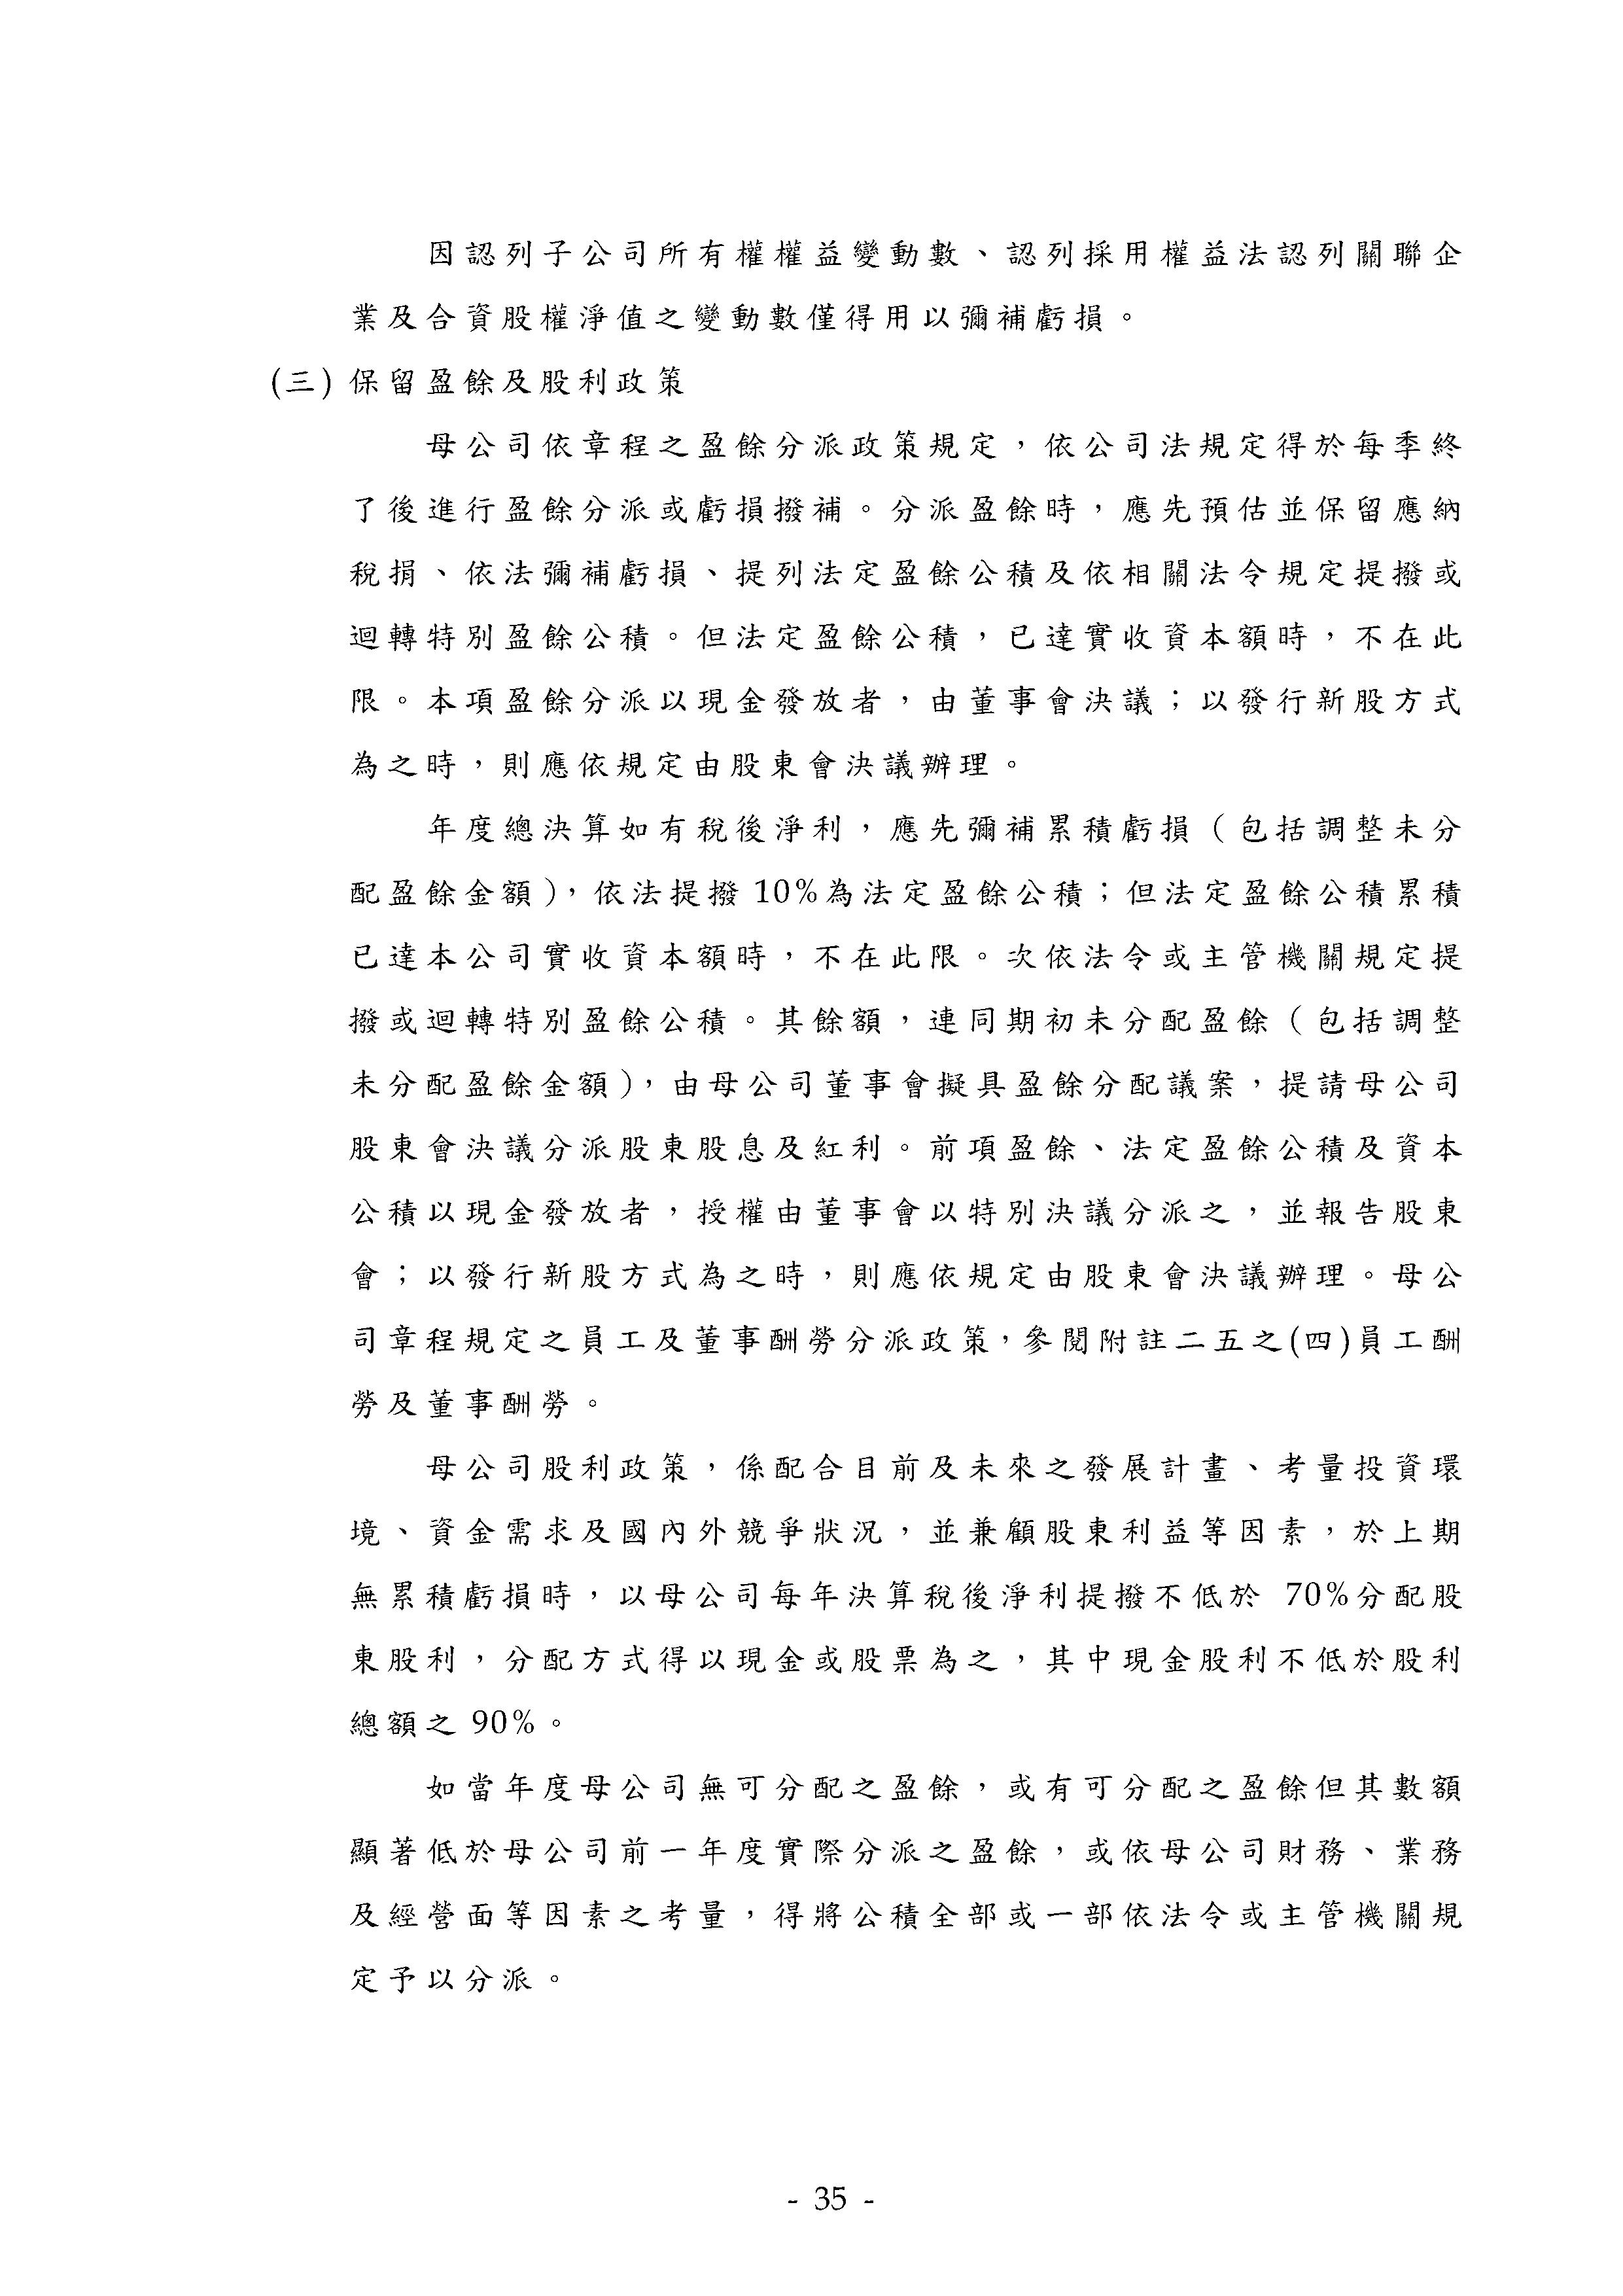 因認列子公司所有權權益變動數、認列採用權益法認列關聯企
業及合資股權淨值之變動數僅得用以彌補虧損。
(三) 保留盈餘及股利政策
母公司依章程之盈餘分派政策規定，依公司法規定得於每季終
了後進行盈餘分派或虧損撥補。分派盈餘時，應先預估並保留應納
稅捐、依法彌補虧損、提列法定盈餘公積及依相關法令規定提撥或
迴轉特別盈餘公積。但法定盈餘公積，已達實收資本額時，不在此
限。本項盈餘分派以現金發放者，由董事會決議；以發行新股方式
為之時，則應依規定由股東會決議辦理。
年度總決算如有稅後淨利，應先彌補累積虧損（包括調整未分
配盈餘金額），依法提撥 10%為法定盈餘公積；但法定盈餘公積累積
已達本公司實收資本額時，不在此限。次依法令或主管機關規定提
撥或迴轉特別盈餘公積。其餘額，連同期初未分配盈餘（包括調整
未分配盈餘金額），由母公司董事會擬具盈餘分配議案，提請母公司
股東會決議分派股東股息及紅利。前項盈餘、法定盈餘公積及資本
公積以現金發放者，授權由董事會以特別決議分派之，並報告股東
會；以發行新股方式為之時，則應依規定由股東會決議辦理。母公
司章程規定之員工及董事酬勞分派政策，參閱附註二五之(四)員工酬
勞及董事酬勞。
母公司股利政策，係配合目前及未來之發展計畫、考量投資環
境、資金需求及國內外競爭狀況，並兼顧股東利益等因素，於上期
無累積虧損時，以母公司每年決算稅後淨利提撥不低於 70%分配股
東股利，分配方式得以現金或股票為之，其中現金股利不低於股利
總額之 90%。
如當年度母公司無可分配之盈餘，或有可分配之盈餘但其數額
顯著低於母公司前一年度實際分派之盈餘，或依母公司財務、業務
及經營面等因素之考量，得將公積全部或一部依法令或主管機關規
定予以分派。
- 35 -